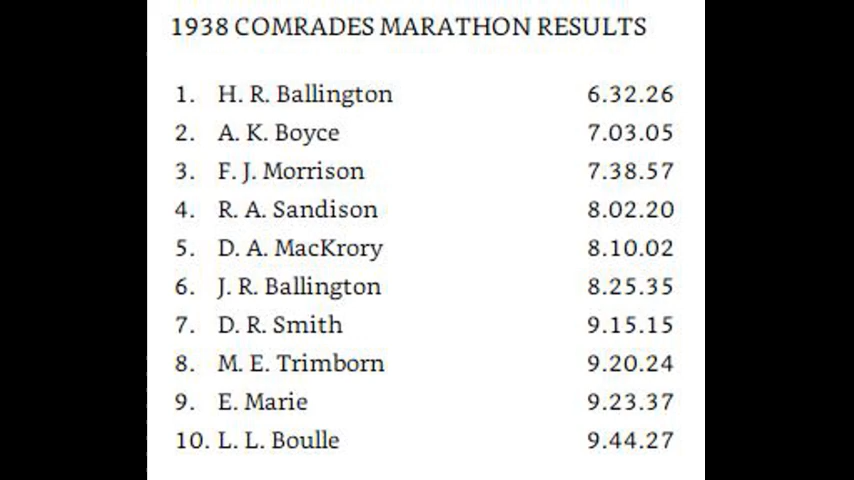 1938 COMRADES MARATHON RESULTS
1. H. R. Ballington 6.32.26
2. A. K. Boyce 7.03.05
3. F. J. Morrison 7.38.57
4. R. A. Sandison 8.02.20
5. D. A. MacKrory 8.10.02
6. J. R. Ballington 8.25.35
7. D. R. Smith 9.15.15
8. M. E. Trimborn 9.20.24
9. E. Marie 9.23.37
10. L. L. Boulle 9.44.27